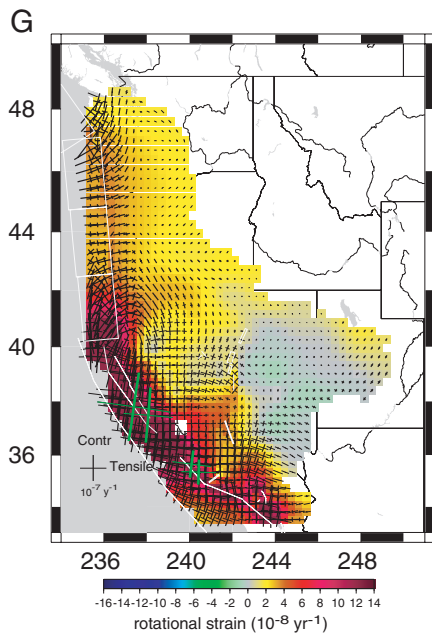 G
48
44
40
36
Contr
Tensile
10-7 y-1
236 240 244 248
-16 -14 -12 -10 -8 -6 -4 -2 0 2 4 6 8 10 12 14
rotational strain (10-8 yr-1)